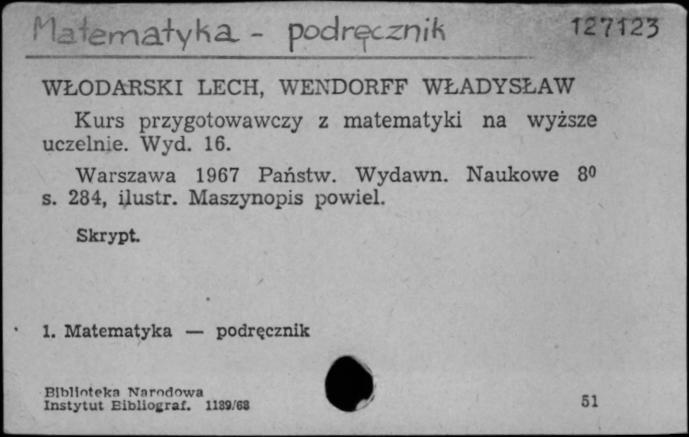 Matematyka - podręcznik 127123
WŁODARSKI LECH, WENDORFF WŁADYSŁAW
Kurs przygotowawczy z matematyki na wyższe
uczelnie. Wyd. 16.
Warszawa 1967 Państw. Wydawn. Naukowe 8⁰
s. 284, ilustr. Maszynopis powiel.
Skrypt.
1. Matematyka — podręcznik
Biblioteka Narodowa
Instytut Bibliograf. 1189/68 51